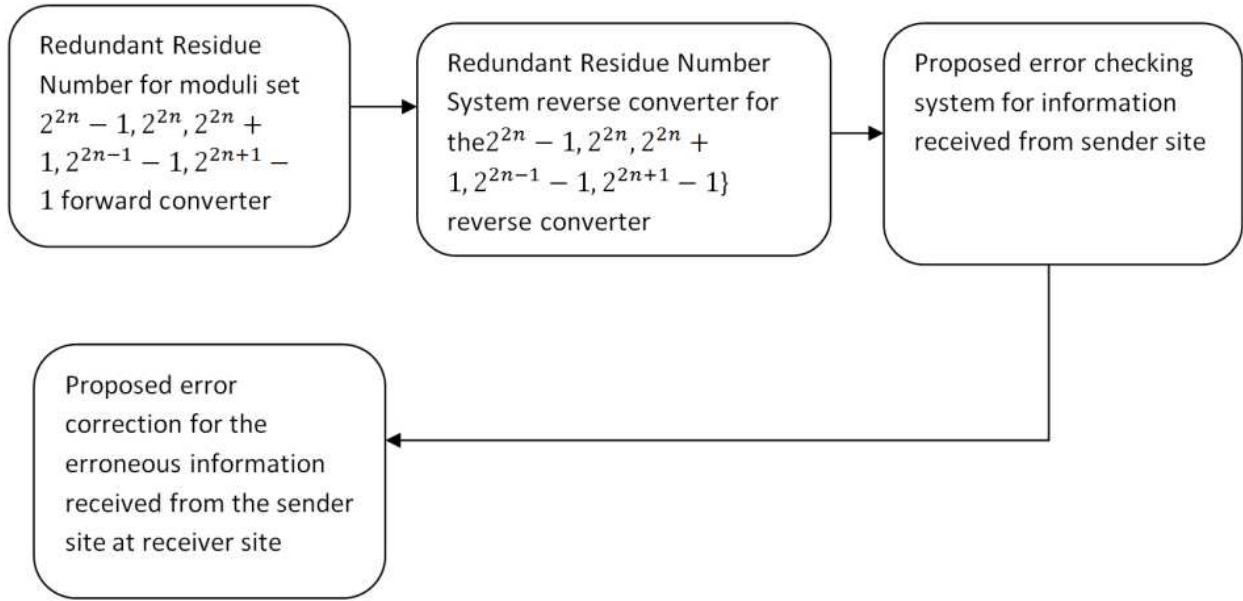 Redundant Residue
Number for moduli set
2^{2n} − 1, 2^{2n}, 2^{2n} +
1, 2^{2n−1} − 1, 2^{2n+1} −
1 forward converter
Redundant Residue Number
System reverse converter for
the2^{2n} − 1, 2^{2n}, 2^{2n} +
1, 2^{2n−1} − 1, 2^{2n+1} − 1}
reverse converter
Proposed error checking
system for information
received from sender site
Proposed error
correction for the
erroneous information
received from the sender
site at receiver site